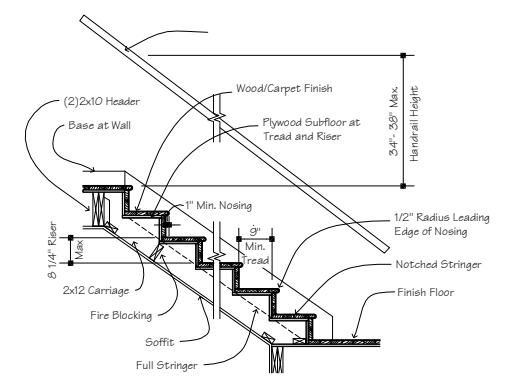 Wood/Carpet Finish
(2)2x10 Header
Base at Wall
Plywood Subfloor at
Tread and Riser
34"- 38" Max.
Handrail Height
1" Min. Nosing
1/2" Radius Leading
Edge of Nosing
9"
Min.
Tread
8 1/4" Riser
Max
Notched Stringer
2x12 Carriage
Finish Floor
Fire Blocking
Soffit
Full Stringer